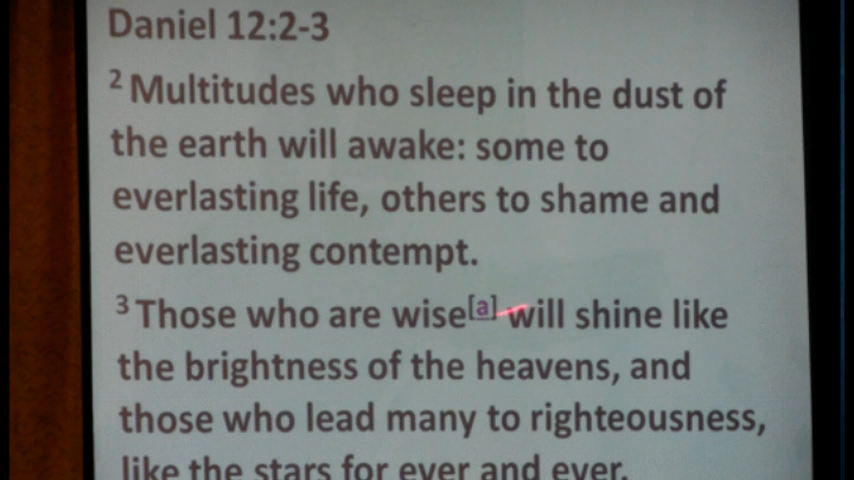 Daniel 12:2-3
2 Multitudes who sleep in the dust of
the earth will awake: some to
everlasting life, others to shame and
everlasting contempt.
3 Those who are wise[a] will shine like
the brightness of the heavens, and
those who lead many to righteousness,
like the stars for ever and ever.